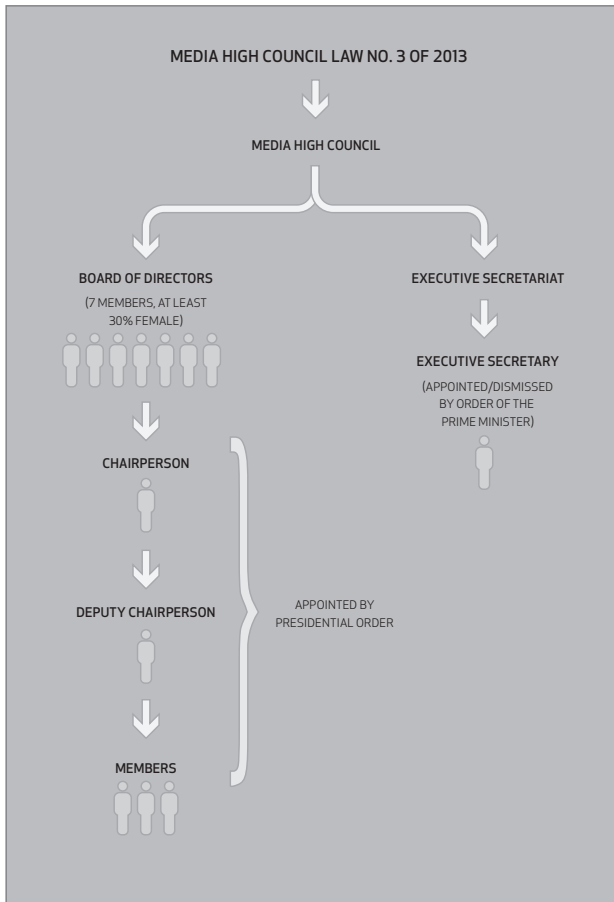 MEDIA HIGH COUNCIL LAW NO. 3 OF 2013
MEDIA HIGH COUNCIL
BOARD OF DIRECTORS
(7 MEMBERS, AT LEAST
30% FEMALE)
CHAIRPERSON
DEPUTY CHAIRPERSON
MEMBERS
APPOINTED BY
PRESIDENTIAL ORDER
EXECUTIVE SECRETARIAT
EXECUTIVE SECRETARY
(APPOINTED/DISMISSED
BY ORDER OF THE
PRIME MINISTER)